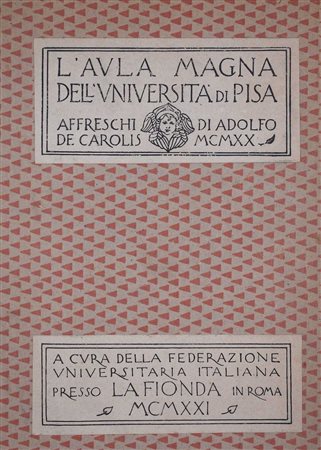 L'AVLA MAGNA
DELL'VNIVERSITÀ DI PISA
AFFRESCHI DI ADOLFO
DE CAROLIS MCMXX
A CVRA DELLA FEDERAZIONE
VNIVERSITARIA ITALIANA
PRESSO LA FIONDA IN ROMA
MCMXXI